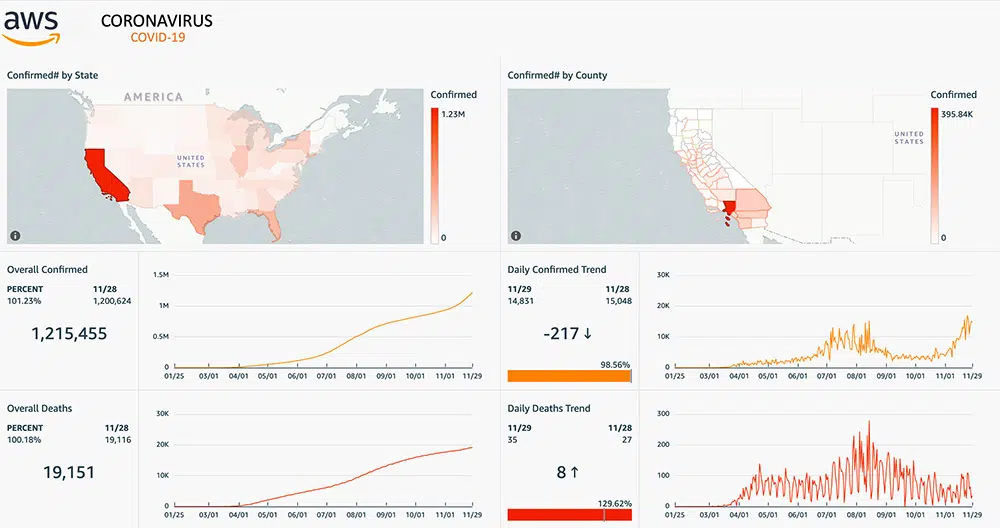 aws
CORONAVIRUS
COVID-19
Confirmed# by State
AMERICA
UNITED
STATES
Confirmed
1.23M
0
Confirmed# by County
UNITED
STATES
Confirmed
395.84K
0
Overall Confirmed
PERCENT 11/28
101.23% 1,200,624
1,215,455
1.5M
1M
0.5M
0
01/25 03/01 04/01 05/01 06/01 07/01 08/01 09/01 10/01 11/01 11/29
Daily Confirmed Trend
11/29 11/28
14,831 15,048
-217↓
98.56%
30K
20K
10K
0
01/25 03/01 04/01 05/01 06/01 07/01 08/01 09/01 10/01 11/01 11/29
Overall Deaths
PERCENT 11/28
100.18% 19,116
19,151
30K
20K
10K
0
01/25 03/01 04/01 05/01 06/01 07/01 08/01 09/01 10/01 11/01 11/29
Daily Deaths Trend
11/29 11/28
35 27
8↑
129.62%
300
200
100
0
01/25 03/01 04/01 05/01 06/01 07/01 08/01 09/01 10/01 11/01 11/29